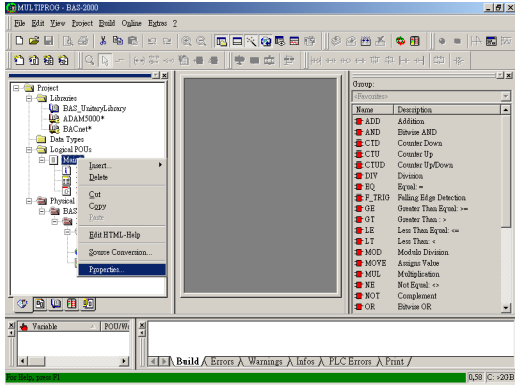 MULTIPROG - BAS-2000
File Edit View Project Build Online Extras ?
Project
Libraries
BAS_UnitaryLibrary
ADAM5000*
BACnet*
Data Types
Logical POUs
Main
Physical
BAS
Insert...
Delete
Cut
Copy
Paste
Edit HTML-Help
Source Conversion...
Properties...
Group:
<Favorites>
Name Description
ADD Addition
AND Bitwise AND
CTD Counter Down
CTU Counter Up
CTUD Counter Up/Down
DIV Division
EQ Equal: =
F_TRIG Falling Edge Detection
GE Greater Than Equal: >=
GT Greater Than : >
LE Less Than Equal: <=
LT Less Than: <
MOD Modulo Division
MOVE Assigns Value
MUL Multiplication
NE Not Equal: <>
NOT Complement
OR Bitwise OR
Variable POU/W
Build Errors Warnings Infos PLC Errors Print
For Help, press F1
0,58 C: >2GB